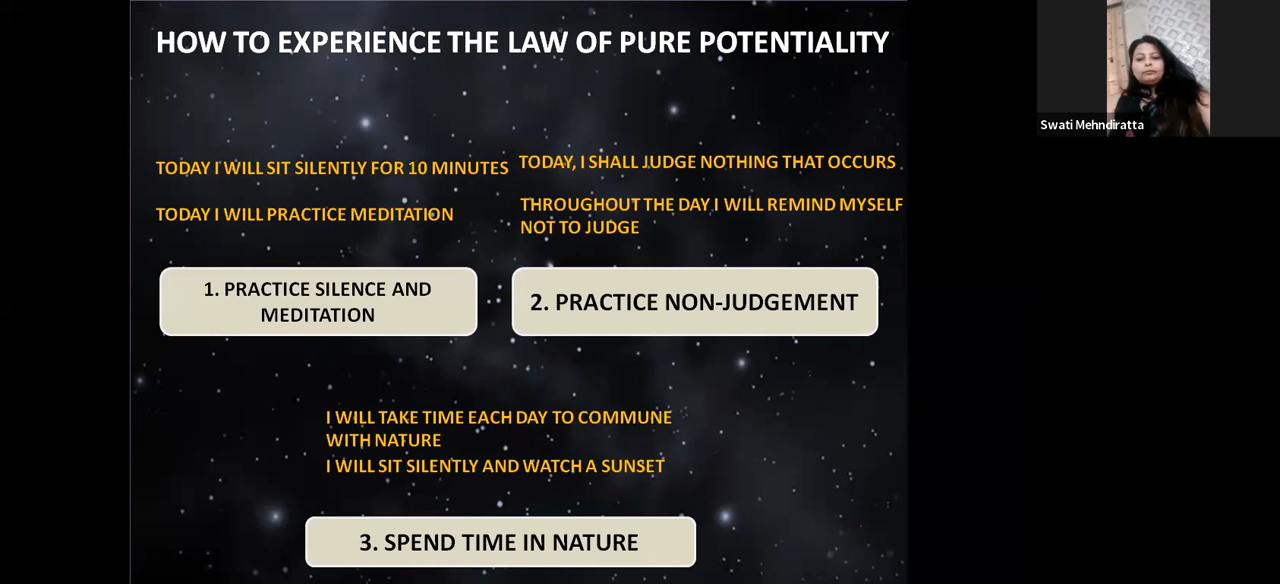 HOW TO EXPERIENCE THE LAW OF PURE POTENTIALITY
Swati Mehndiratta
TODAY I WILL SIT SILENTLY FOR 10 MINUTES
TODAY I WILL PRACTICE MEDITATION
TODAY, I SHALL JUDGE NOTHING THAT OCCURS
THROUGHOUT THE DAY I WILL REMIND MYSELF
NOT TO JUDGE
1. PRACTICE SILENCE AND
MEDITATION
2. PRACTICE NON-JUDGEMENT
I WILL TAKE TIME EACH DAY TO COMMUNE
WITH NATURE
I WILL SIT SILENTLY AND WATCH A SUNSET
3. SPEND TIME IN NATURE